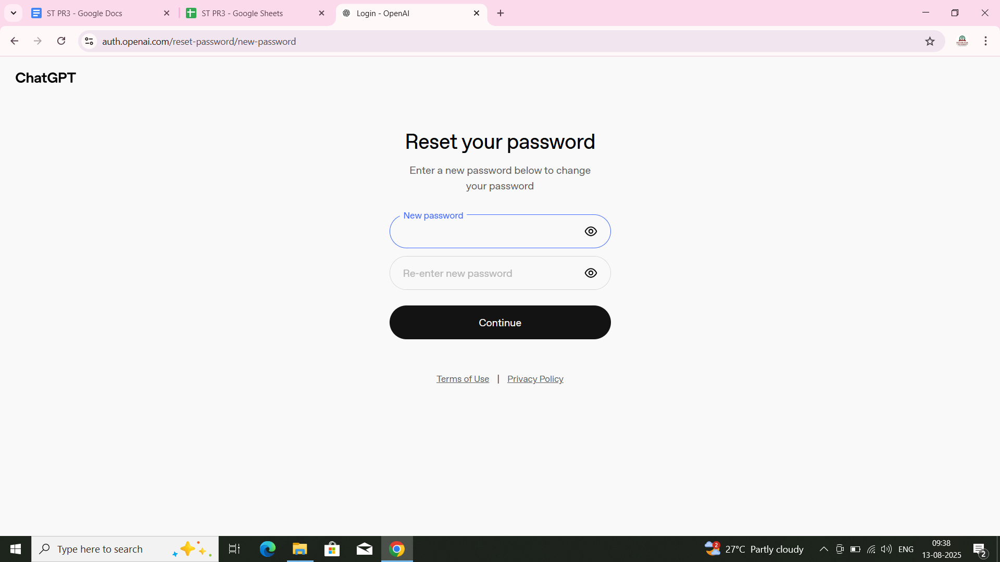 ST PR3 - Google Docs
ST PR3 - Google Sheets
Login - OpenAI
auth.openai.com/reset-password/new-password
ChatGPT
Reset your password
Enter a new password below to change
your password
New password
Re-enter new password
Continue
Terms of Use | Privacy Policy
Type here to search
2
27°C Partly cloudy
ENG
09:38
13-08-2025
2